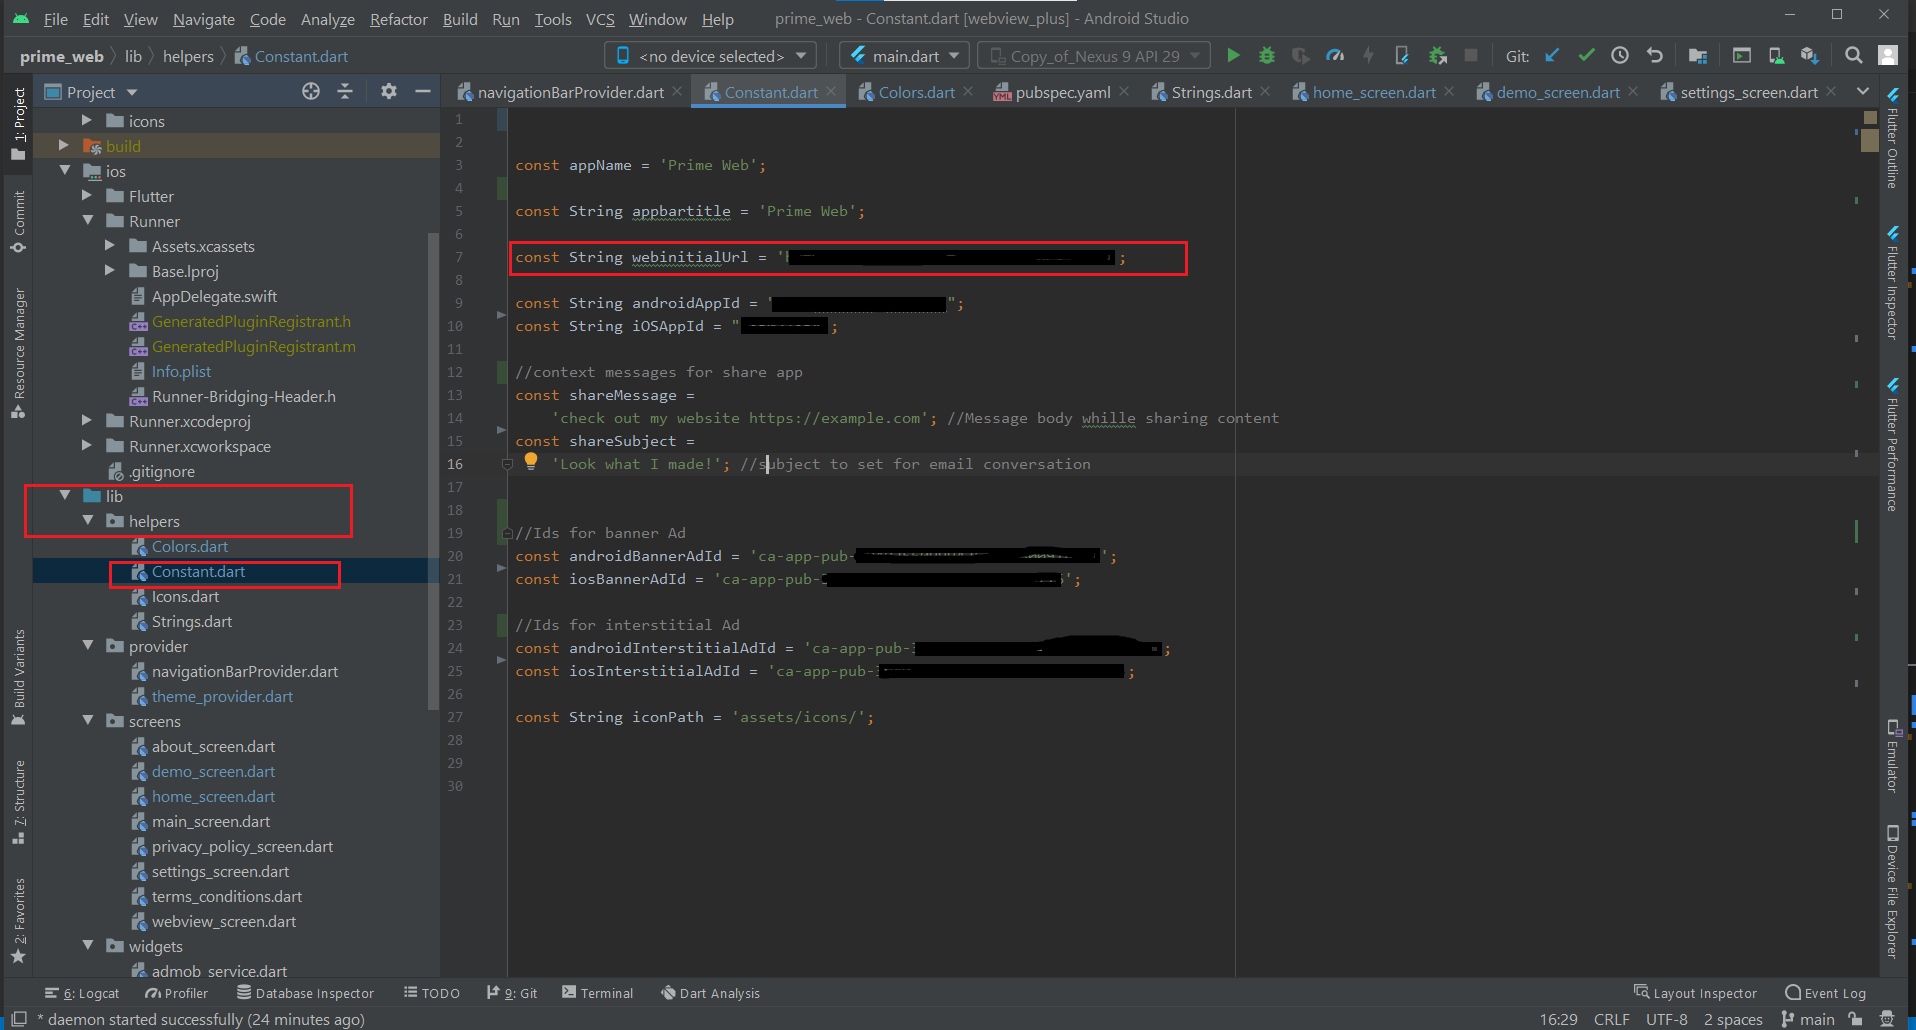 File Edit View Navigate Code Analyze Refactor Build Run Tools VCS Window Help prime_web - Constant.dart [webview_plus] - Android Studio
prime_web lib helpers Constant.dart <no device selected> main.dart Copy_of_Nexus 9 API 29 Git:
Project
navigationBarProvider.dart Constant.dart Colors.dart pubspec.yaml Strings.dart home_screen.dart demo_screen.dart settings_screen.dart
1: Project
Commit
Resource Manager
Build Variants
7: Structure
2: Favorites
icons
build
ios
Flutter
Runner
Assets.xcassets
Base.lproj
AppDelegate.swift
GeneratedPluginRegistrant.h
GeneratedPluginRegistrant.m
Info.plist
Runner-Bridging-Header.h
Runner.xcodeproj
Runner.xcworkspace
.gitignore
lib
helpers
Colors.dart
Constant.dart
Icons.dart
Strings.dart
provider
navigationBarProvider.dart
theme_provider.dart
screens
about_screen.dart
demo_screen.dart
home_screen.dart
main_screen.dart
privacy_policy_screen.dart
settings_screen.dart
terms_conditions.dart
webview_screen.dart
widgets
admob_service.dart
1
2
3 const appName = 'Prime Web';
4
5 const String appbartitle = 'Prime Web';
6
7 const String webinitialUrl = ' ;
8
9 const String androidAppId = " ";
10 const String iOSAppId = " ;
11
12 //context messages for share app
13 const shareMessage =
14 'check out my website https://example.com'; //Message body whille sharing content
15 const shareSubject =
16 'Look what I made!'; //subject to set for email conversation
17
18
19 //Ids for banner Ad
20 const androidBannerAdId = 'ca-app-pub- ';
21 const iosBannerAdId = 'ca-app-pub- ';
22
23 //Ids for interstitial Ad
24 const androidInterstitialAdId = 'ca-app-pub- ;
25 const iosInterstitialAdId = 'ca-app-pub- ;
26
27 const String iconPath = 'assets/icons/';
28
29
30
Flutter Outline
Flutter Inspector
Flutter Performance
Emulator
Device File Explorer
6: Logcat Profiler Database Inspector TODO 9: Git Terminal Dart Analysis Layout Inspector Event Log
* daemon started successfully (24 minutes ago) 16:29 CRLF UTF-8 2 spaces main